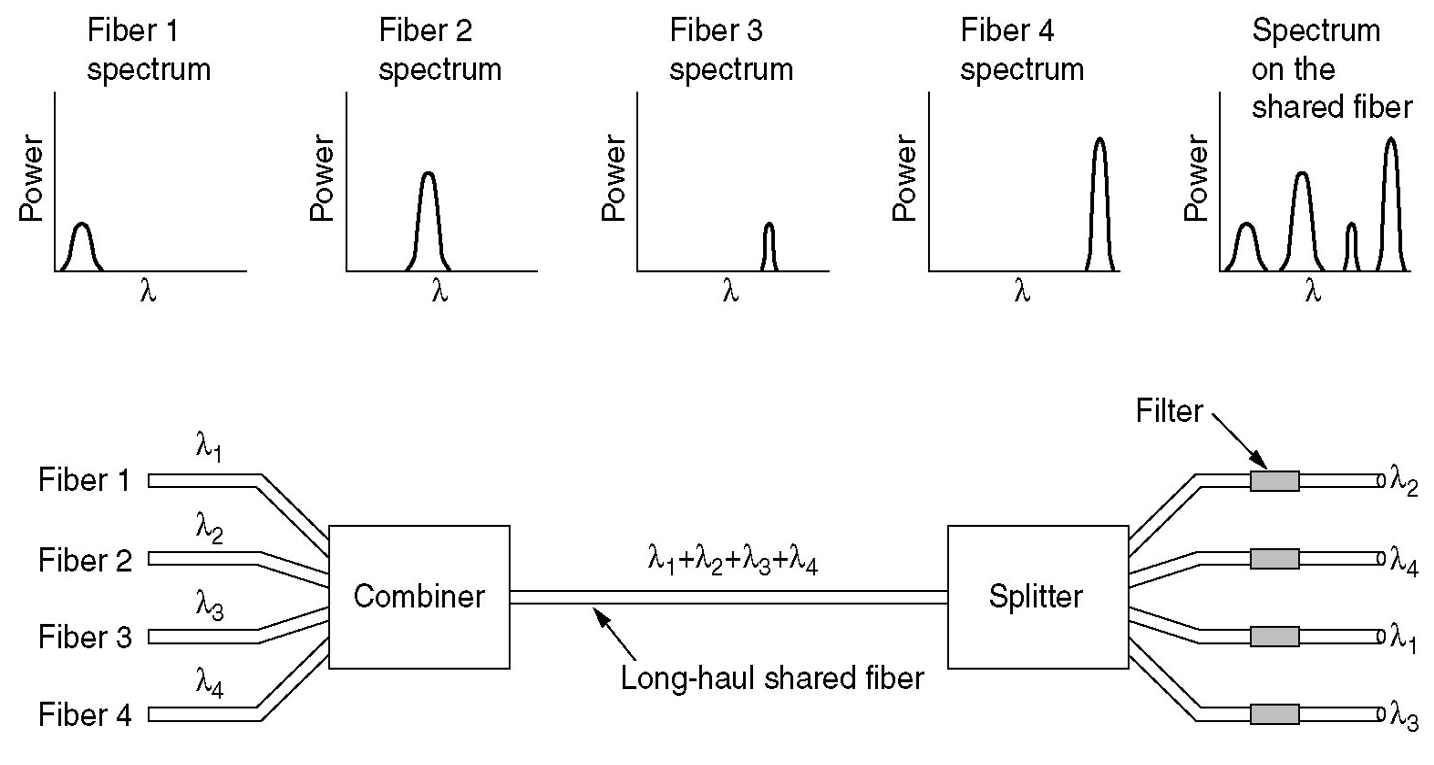 Fiber 1
spectrum
Fiber 2
spectrum
Fiber 3
spectrum
Fiber 4
spectrum
Spectrum
on the
shared fiber
Power
λ
Power
λ
Power
λ
Power
λ
Power
λ
Filter
λ1
Fiber 1
λ2
Fiber 2
λ3
Fiber 3
λ4
Fiber 4
Combiner
λ1+λ2+λ3+λ4
Long-haul shared fiber
Splitter
λ2
λ4
λ1
λ3